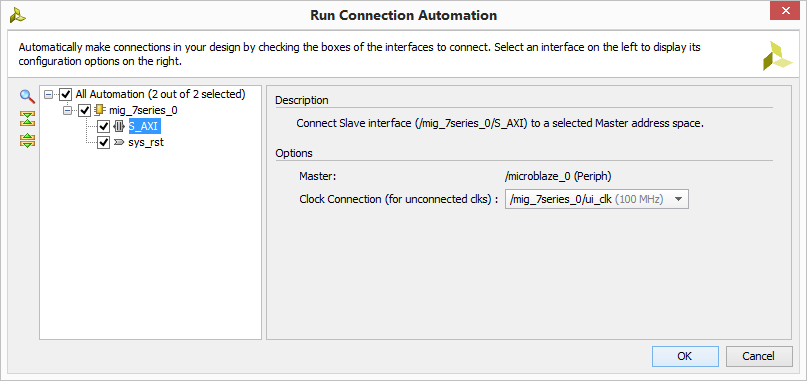 Run Connection Automation
Automatically make connections in your design by checking the boxes of the interfaces to connect. Select an interface on the left to display its
configuration options on the right.
All Automation (2 out of 2 selected)
mig_7series_0
S_AXI
sys_rst
Description
Connect Slave interface (/mig_7series_0/S_AXI) to a selected Master address space.
Options
Master: /microblaze_0 (Periph)
Clock Connection (for unconnected clks) : /mig_7series_0/ui_clk (100 MHz)
OK Cancel